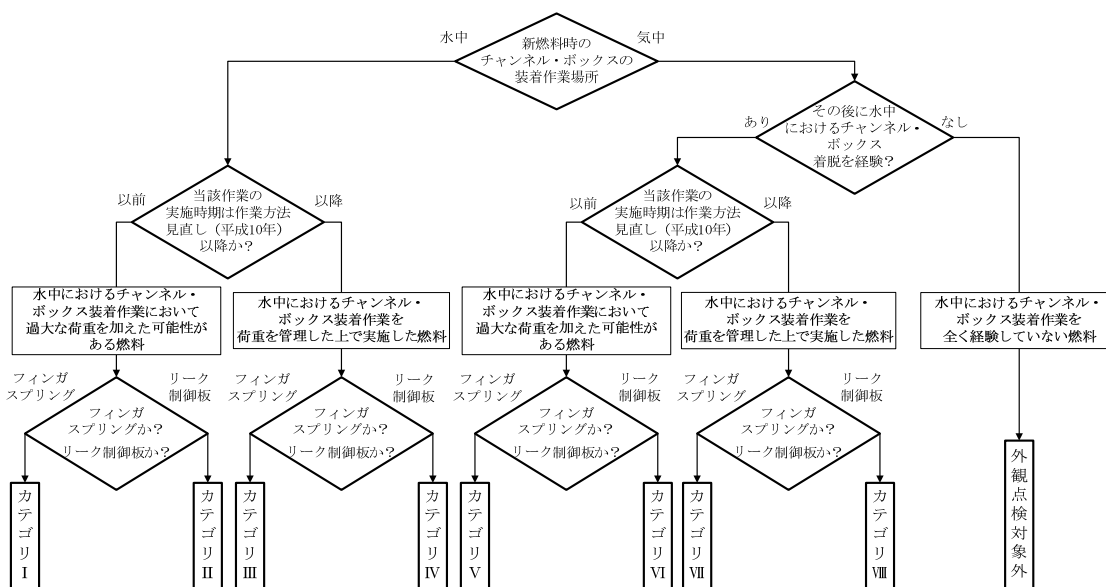 水中
新燃料時の
チャンネル・ボックスの
装着作業場所
気中
あり
その後に水中
におけるチャンネル・
ボックス
着脱を経験?
なし
以前
当該作業の
実施時期は作業方法
見直し(平成10年)
以降か?
以降
以前
当該作業の
実施時期は作業方法
見直し(平成10年)
以降か?
以降
水中におけるチャンネル・
ボックス装着作業において
過大な荷重を加えた可能性が
ある燃料
水中におけるチャンネル・
ボックス装着作業を
荷重を管理した上で実施した燃料
水中におけるチャンネル・
ボックス装着作業において
過大な荷重を加えた可能性が
ある燃料
水中におけるチャンネル・
ボックス装着作業を
荷重を管理した上で実施した燃料
水中におけるチャンネル・
ボックス装着作業を
全く経験していない燃料
フィンガ
スプリング
リーク
制御板
フィンガ
スプリングか?
リーク制御板か?
フィンガ
スプリング
リーク
制御板
フィンガ
スプリングか?
リーク制御板か?
フィンガ
スプリング
リーク
制御板
フィンガ
スプリングか?
リーク制御板か?
フィンガ
スプリング
リーク
制御板
フィンガ
スプリングか?
リーク制御板か?
カテゴリⅠ
カテゴリⅡ
カテゴリⅢ
カテゴリⅣ
カテゴリⅤ
カテゴリⅥ
カテゴリⅦ
カテゴリⅧ
外観点検対象外